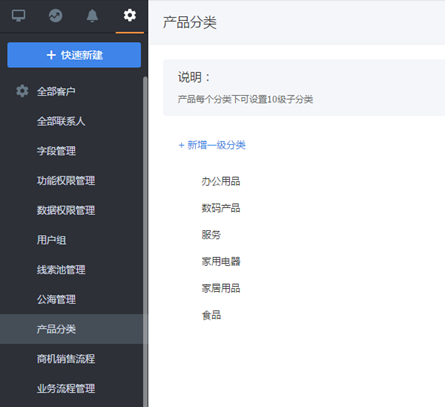 + 快速新建
全部客户
全部联系人
字段管理
功能权限管理
数据权限管理
用户组
线索池管理
公海管理
产品分类
商机销售流程
业务流程管理
产品分类
说明：
产品每个分类下可设置10级子分类
+ 新增一级分类
办公用品
数码产品
服务
家用电器
家居用品
食品